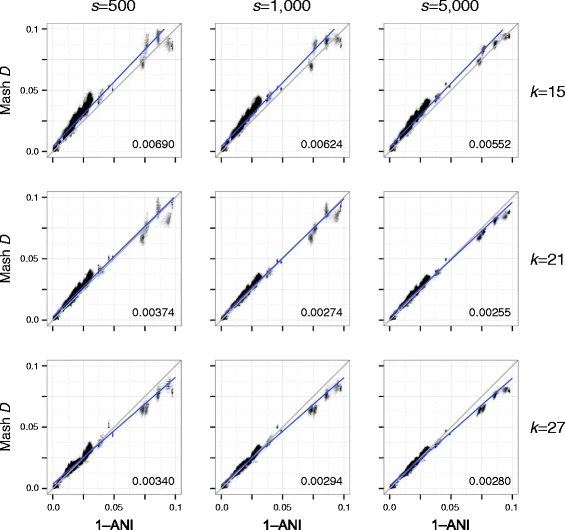 s=500 s=1,000 s=5,000
0.1
Mash D
0.05
0.0
0.00690 0.00624 0.00552
k=15
0.1
Mash D
0.05
0.0
0.00374 0.00274 0.00255
k=21
0.1
Mash D
0.05
0.0
0.00340 0.00294 0.00280
k=27
0.0 0.05 0.1 0.0 0.05 0.1 0.0 0.05 0.1
1–ANI 1–ANI 1–ANI